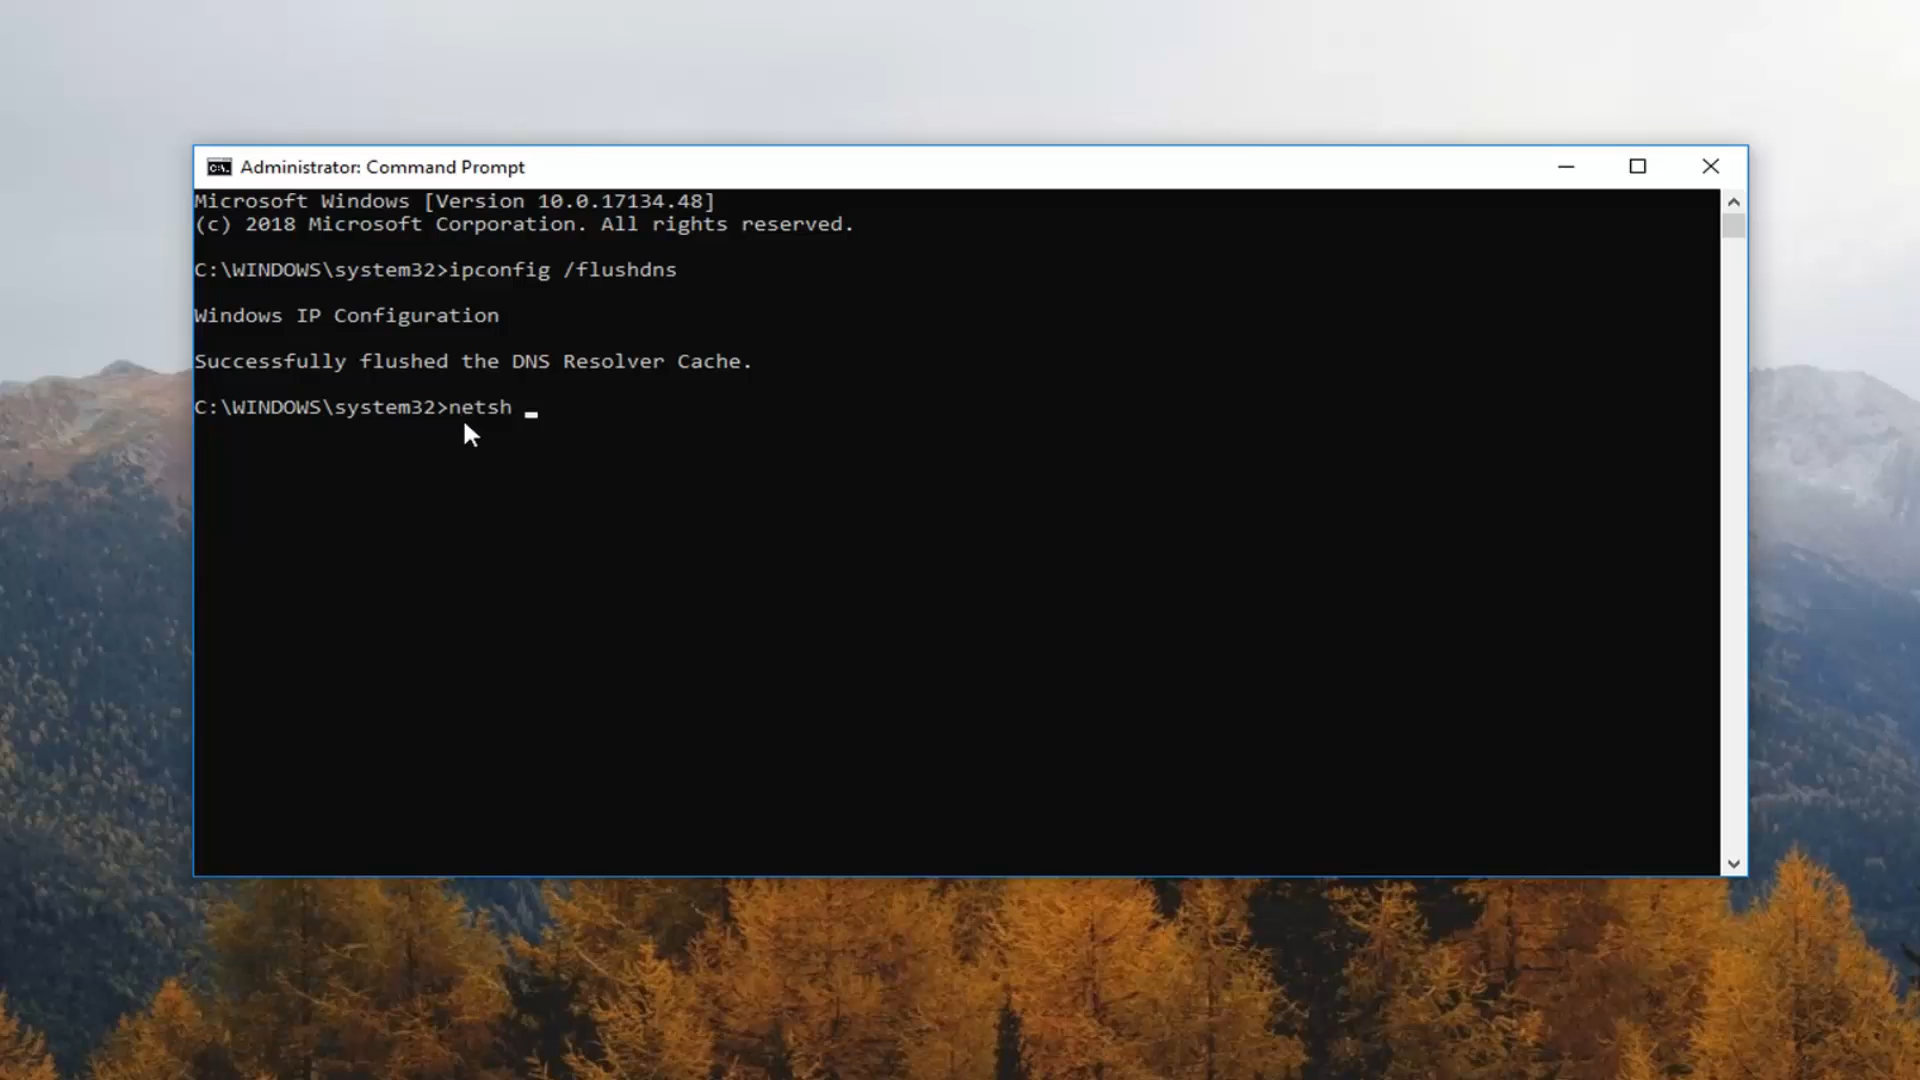 Administrator: Command Prompt
Microsoft Windows [Version 10.0.17134.48]
(c) 2018 Microsoft Corporation. All rights reserved.
C:\WINDOWS\system32>ipconfig /flushdns
Windows IP Configuration
Successfully flushed the DNS Resolver Cache.
C:\WINDOWS\system32>netsh _